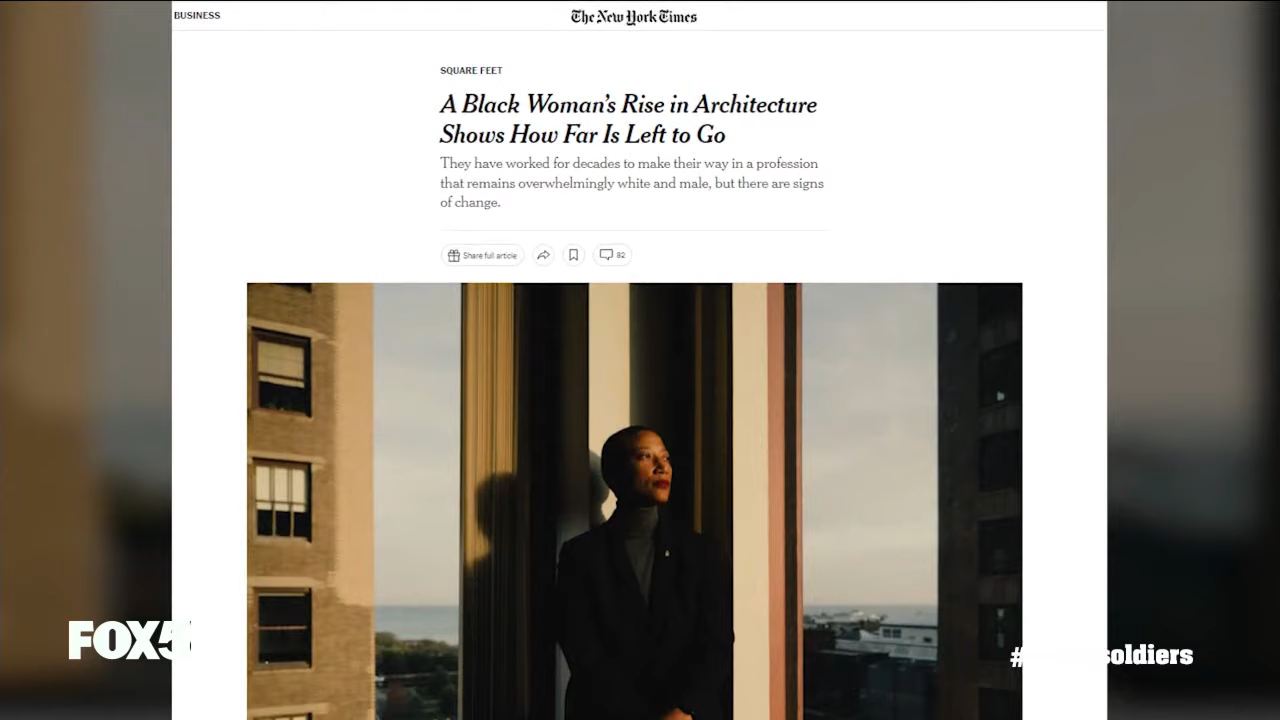 BUSINESS
The New York Times
SQUARE FEET
A Black Woman's Rise in Architecture
Shows How Far Is Left to Go
They have worked for decades to make their way in a profession
that remains overwhelmingly white and male, but there are signs
of change.
Share full article
82
FOX5
#
soldiers